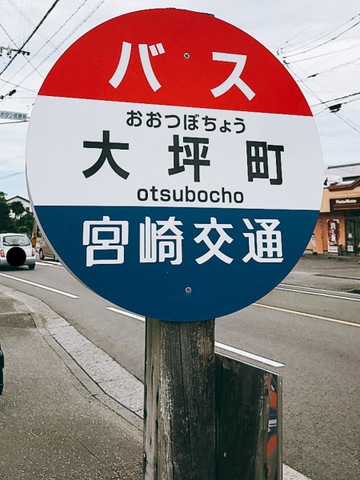 バス
おおつぼちょう
大坪町
otsubocho
宮崎交通